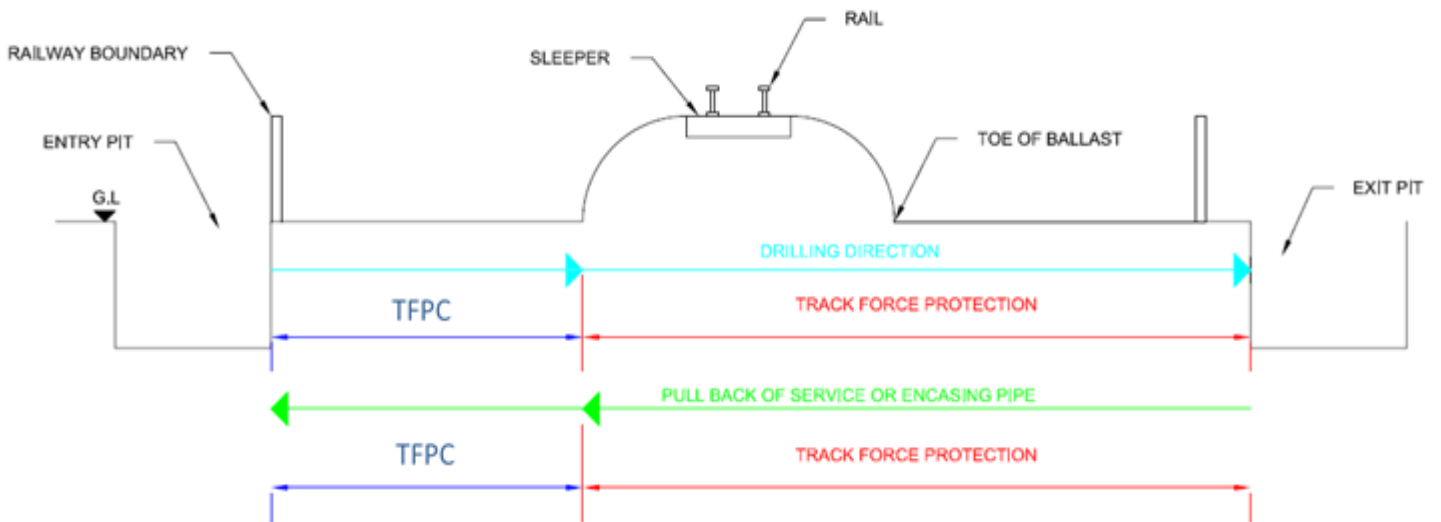 RAIL
RAILWAY BOUNDARY
SLEEPER
ENTRY PIT
TOE OF BALLAST
EXIT PIT
G.L
DRILLING DIRECTION
TFPC
TRACK FORCE PROTECTION
PULL BACK OF SERVICE OR ENCASING PIPE
TFPC
TRACK FORCE PROTECTION